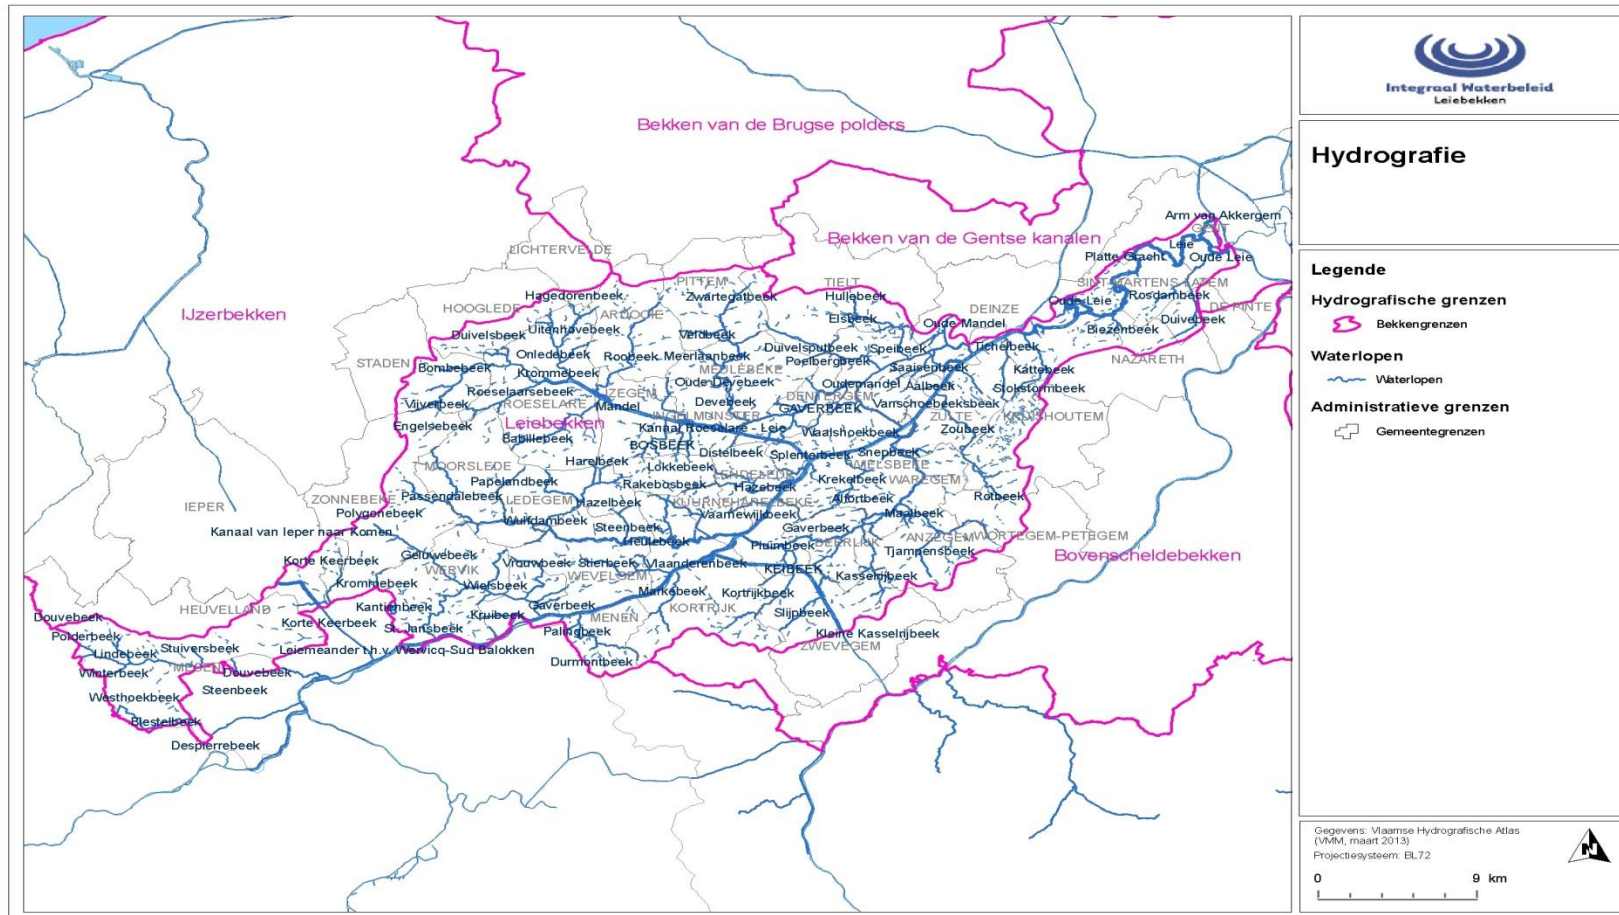 Integraal Waterbeleid
Leiebekken
Hydrografie
Legende
Hydrografische grenzen
Bekkengrenzen
Waterlopen
Waterlopen
Administratieve grenzen
Gemeentegrenzen
Gegevens: Vlaamse Hydrografische Atlas
(VMM, maart 2013)
Projectiesysteem: BL72
N
0 9 km
Bekken van de Brugse polders
Arm van Akkergem
GENT
Bekken van de Gentse kanalen
Leie
LICHTERVELDE
Platte Gracht
Oude Leie
PITTEM
TIELT
SINT-MARTENS-LATEM
Hagedorenbeek
Zwartegatbeek
Hullebeek
Oude Leie
Rosdambeek
HOOGLEDE
ARDOOIE
DEINZE
DE PINTE
IJzerbekken
Elsbeek
Duivebeek
Uitenhovebeek
Oude Mandel
Biezenbeek
Duivelsbeek
Veldbeek
Duivelsputbeek
Speibeek
Tichelbeek
Onledebeek
Roobeek
Meerlaanbeek
Poelbergbeek
NAZARETH
STADEN
Bombebeek
Krommebeek
MEULEBEKE
Saaisenbeek
Kattebeek
Oude Devebeek
Oudemandel
Aalbeek
Stokstormbeek
Roeselaarsebeek
IZEGEM
DENTERGEM
Vijverbeek
ROESELARE
Mandel
Devebeek
GAVERBEEK
Vanschoebeeksbeek
INGELMUNSTER
ZULTE
KRUISHOUTEM
Engelsebeek
Leiebekken
Kanaal Roeselare - Leie
Waalshoekbeek
Zoubeek
Babillebeek
BOSBEEK
Distelbeek
Splenterbeek
Snepbeek
MOORSLEDE
Harelbeek
Lokkebeek
LENDELEDE
WIELSBEKE
Papelandbeek
Rakebosbeek
Hazebeek
Krekelbeek
WAREGEM
ZONNEBEKE
Passendalebeek
LEDEGEM
Hazelbeek
KUURNE
HARELBEKE
Alfortbeek
Rotbeek
IEPER
Polygonebeek
Wulfdambeek
Steenbeek
Vaarnewijkbeek
Gaverbeek
Maalbeek
Kanaal van Ieper naar Komen
Heulebeek
Pluimbeek
DEERLIJK
ANZEGEM
WORTEGEM-PETEGEM
Korte Keerbeek
Geluwebeek
Vrouwbeek
Stierbeek
Vlaanderenbeek
KEIBEEK
Tjampensbeek
Bovenscheldebekken
WERVIK
WEVELGEM
Krommebeek
Wielsbeek
Markebeek
Kortrijkbeek
Kasselrijbeek
HEUVELLAND
Kantienbeek
Gaverbeek
KORTRIJK
Slijpbeek
Douvebeek
Korte Keerbeek
St. Jansbeek
Kruibeek
MENEN
Polderbeek
Palingbeek
Kleine Kasselrijbeek
Lindebeek
Stuiversbeek
Leiemeander t.h.v. Wervicq-Sud Balokken
ZWEVEGEM
Winterbeek
MESEN
Douvebeek
Durmontbeek
Westhoekbeek
Steenbeek
Blestelbeek
Despierrebeek